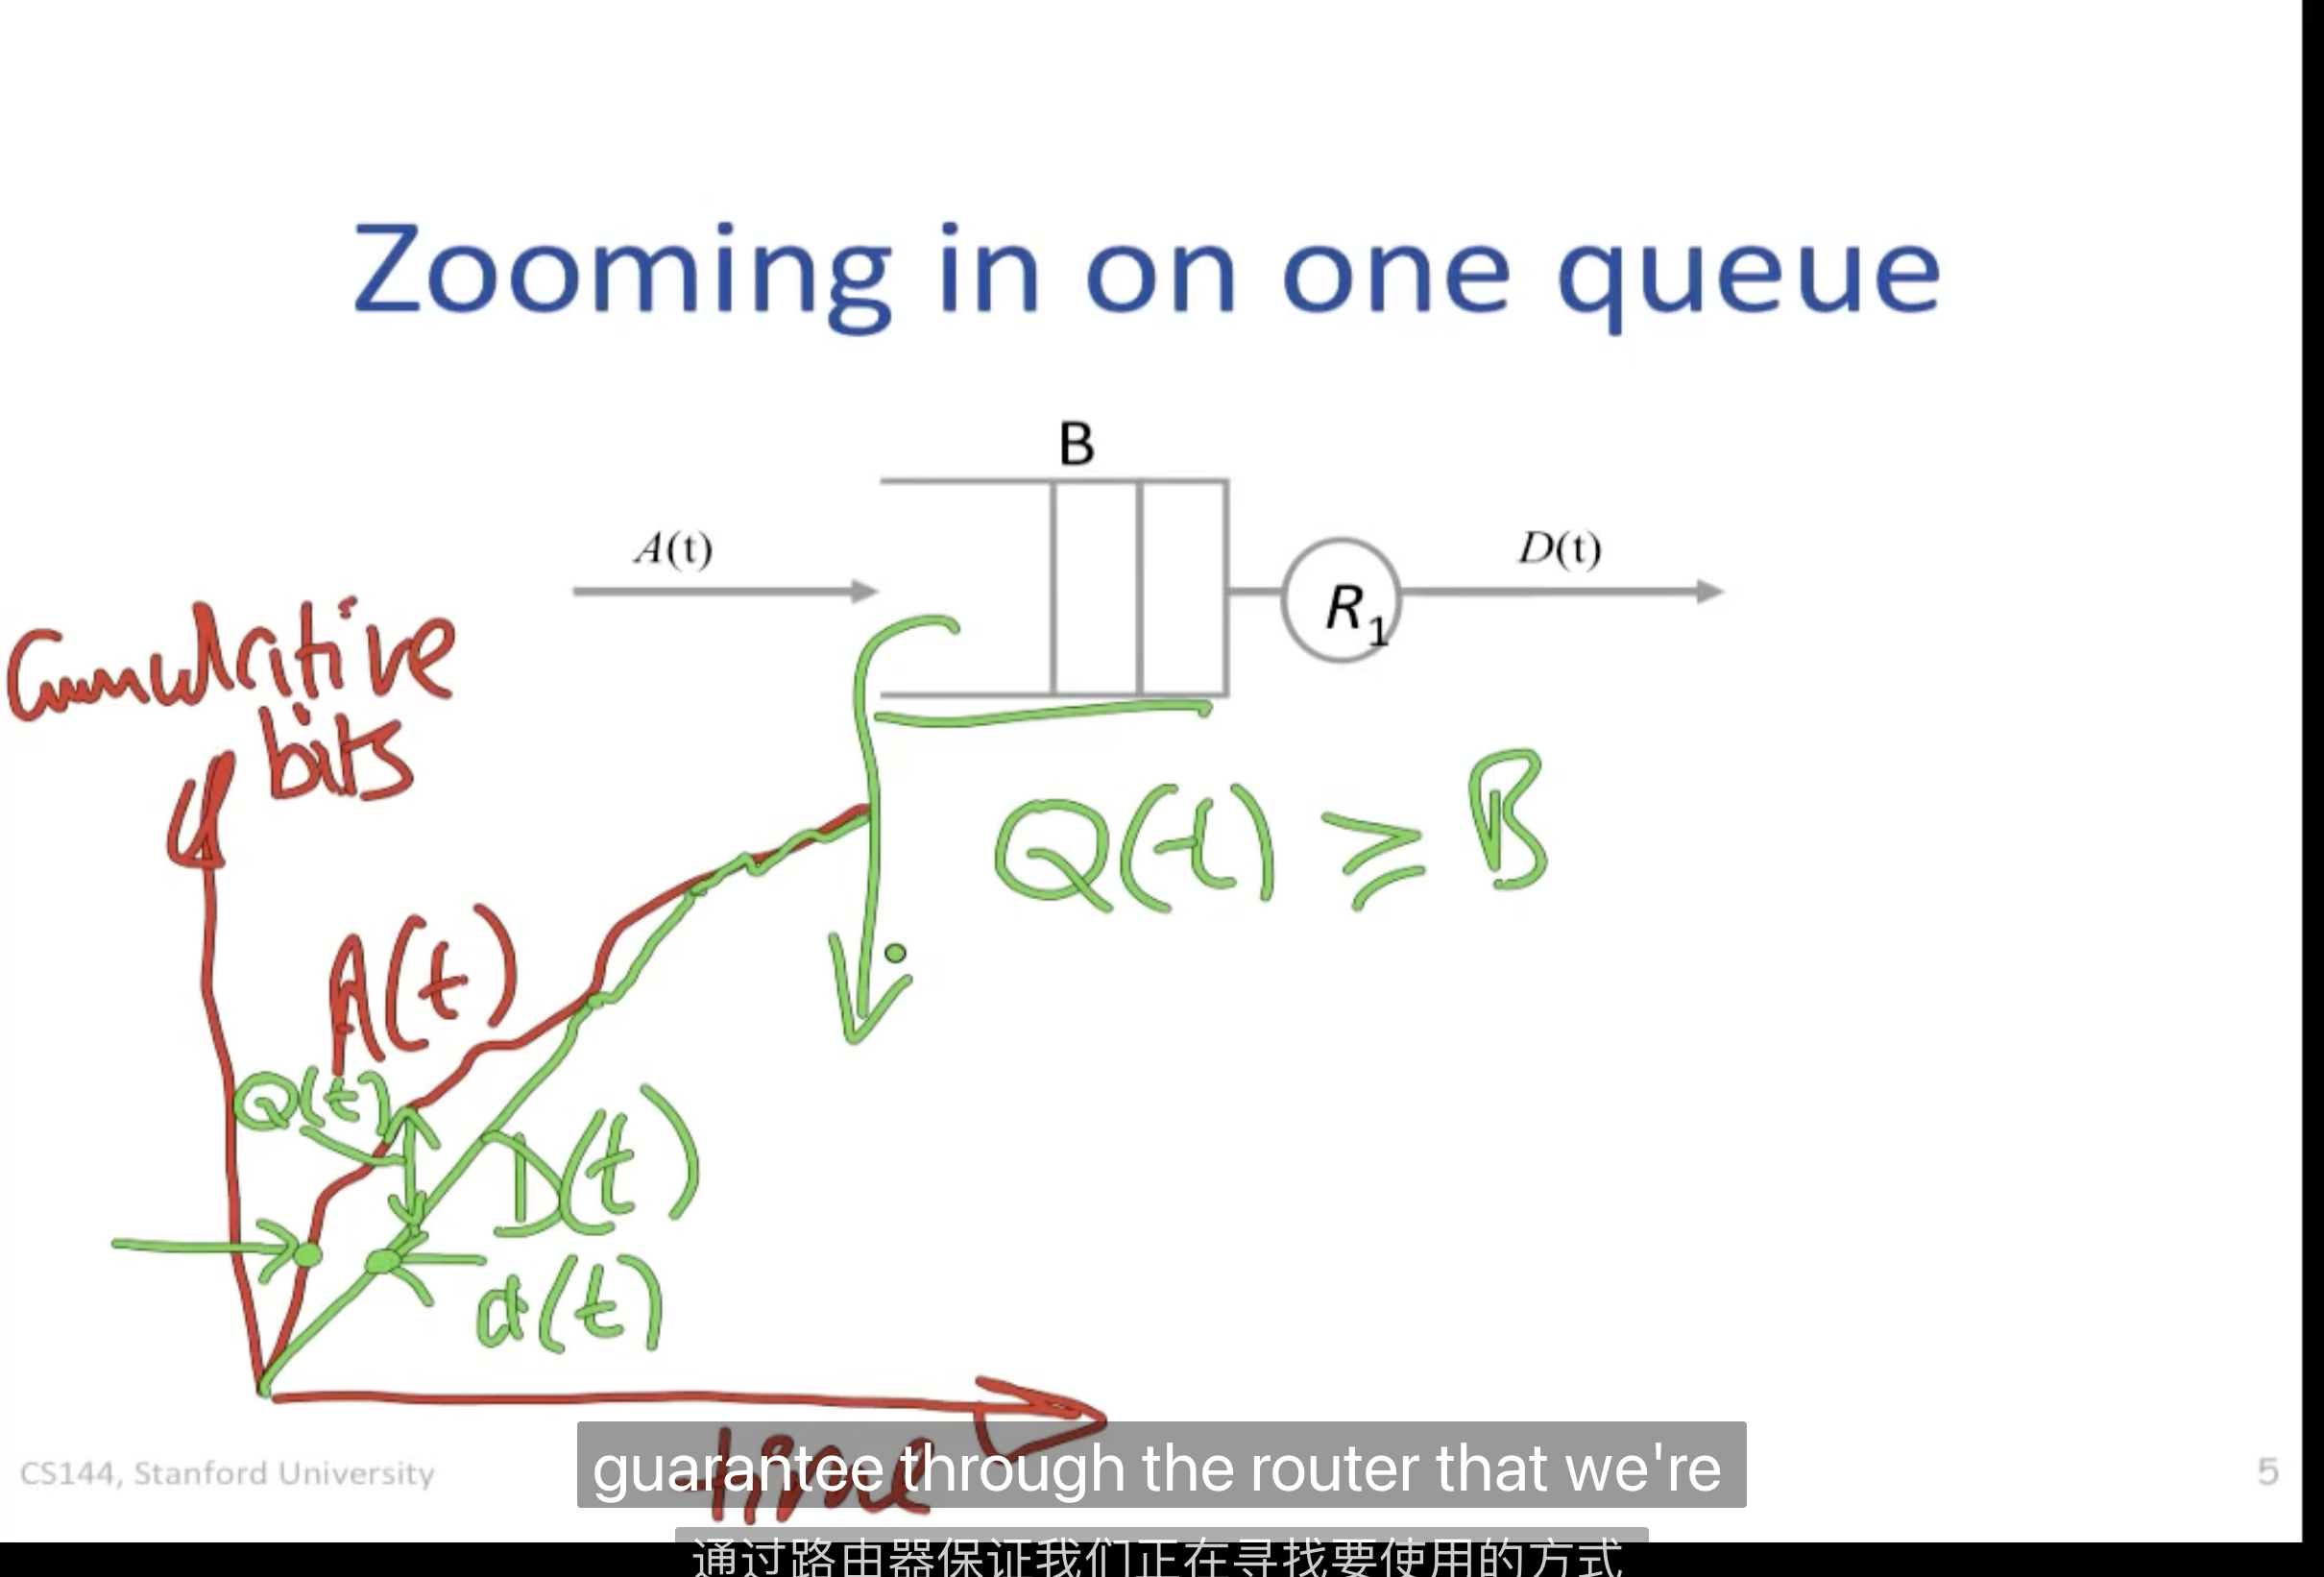 Zooming in on one queue
B
A(t)
D(t)
R1
Cumulative
bits
Q(t) ≥ B
A(t)
Q(t)
D(t)
d(t)
time
guarantee through the router that we're
CS144, Stanford University
5
通过路由器保证我们正在寻找要使用的方式